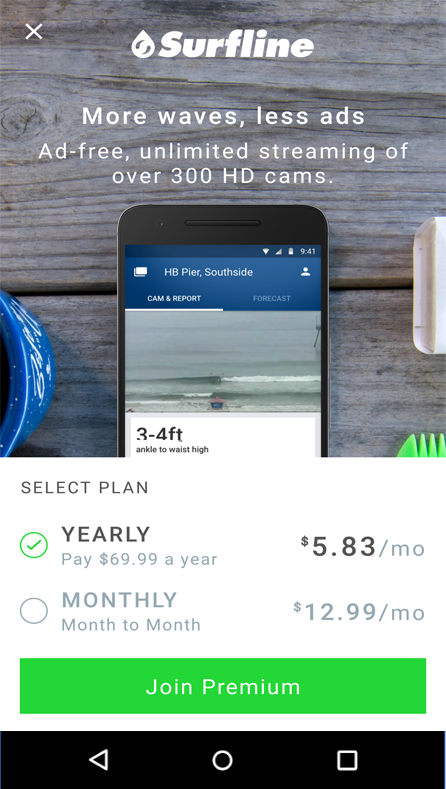 Surfline
More waves, less ads
Ad-free, unlimited streaming of
over 300 HD cams.
9:41
HB Pier, Southside
CAM & REPORT
FORECAST
3-4ft
ankle to waist high
SELECT PLAN
YEARLY
$5.83/mo
Pay $69.99 a year
MONTHLY
$12.99/mo
Month to Month
Join Premium